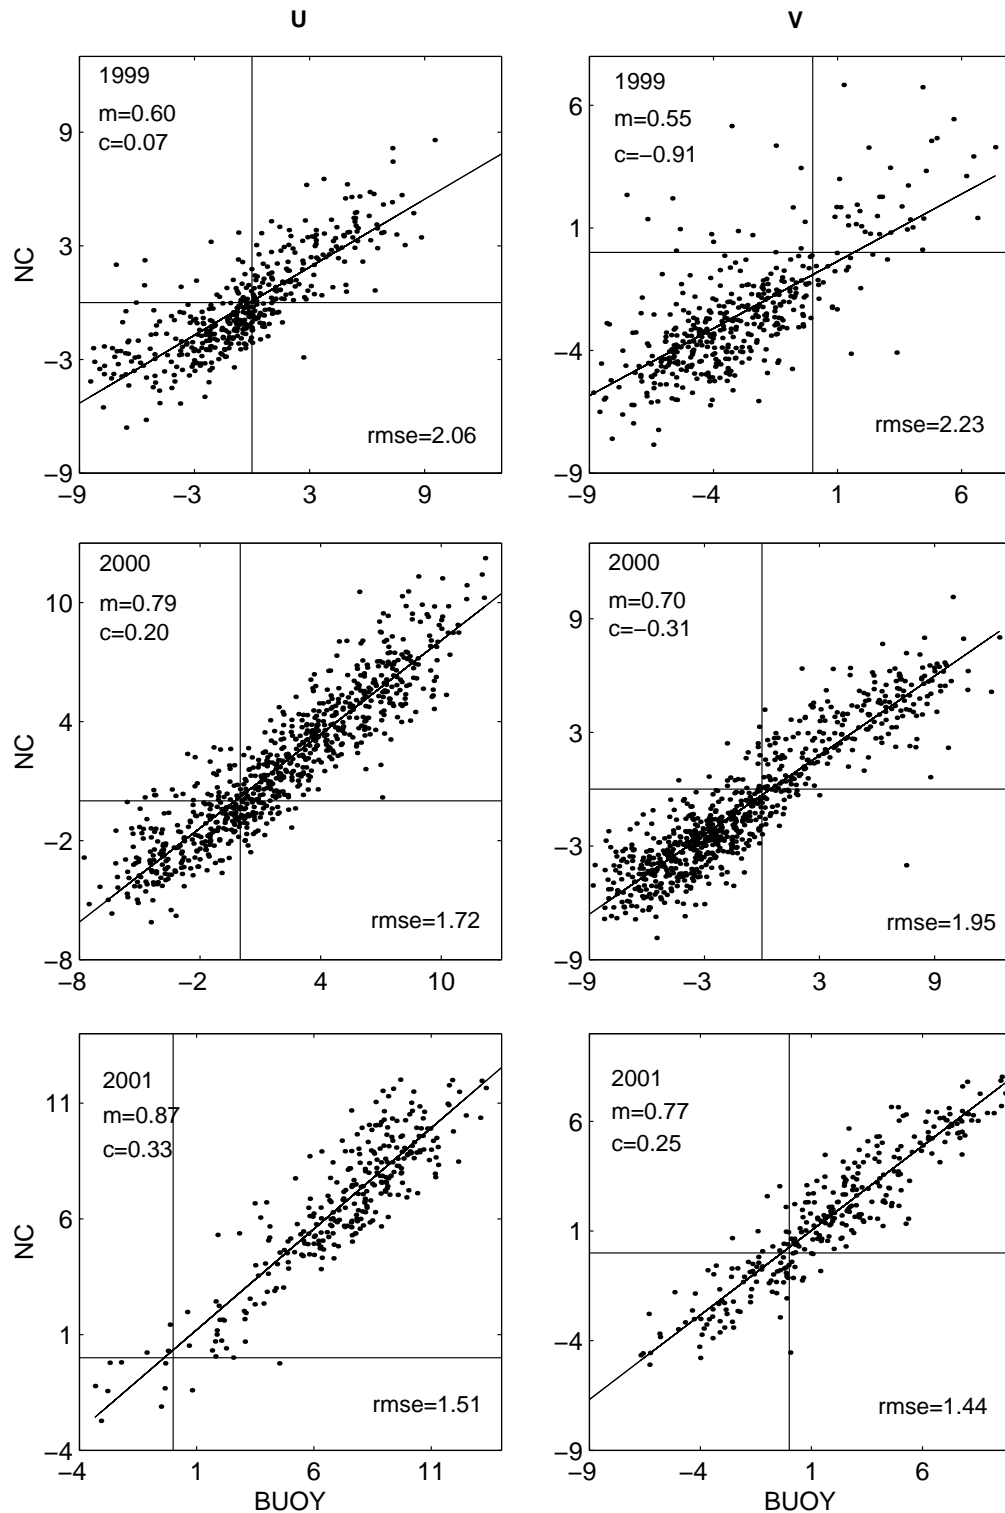 U
V
1999
m=0.60
c=0.07
rmse=2.06
NC
9
3
−3
−9
−9 −3 3 9
1999
m=0.55
c=−0.91
rmse=2.23
6
1
−4
−9
−9 −4 1 6
2000
m=0.79
c=0.20
rmse=1.72
NC
10
4
−2
−8
−8 −2 4 10
2000
m=0.70
c=−0.31
rmse=1.95
9
3
−3
−9
−9 −3 3 9
2001
m=0.87
c=0.33
rmse=1.51
NC
11
6
1
−4
−4 1 6 11
BUOY
2001
m=0.77
c=0.25
rmse=1.44
6
1
−4
−9
−9 −4 1 6
BUOY